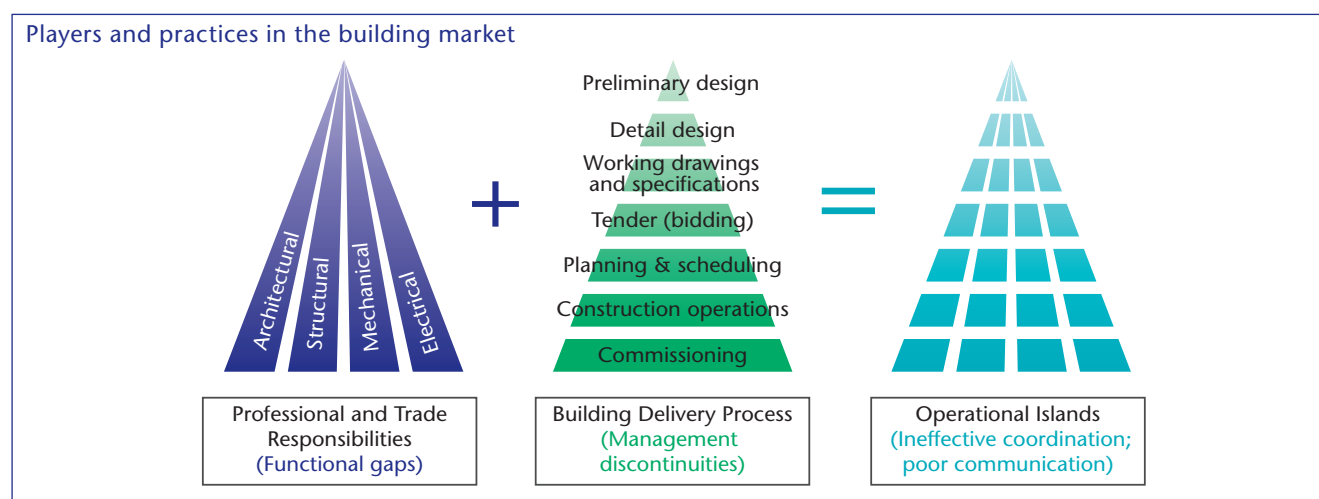 Players and practices in the building market
Architectural
Structural
Mechanical
Electrical
+
Preliminary design
Detail design
Working drawings
and specifications
Tender (bidding)
Planning & scheduling
Construction operations
Commissioning
=
Professional and Trade
Responsibilities
(Functional gaps)
Building Delivery Process
(Management
discontinuities)
Operational Islands
(Ineffective coordination;
poor communication)